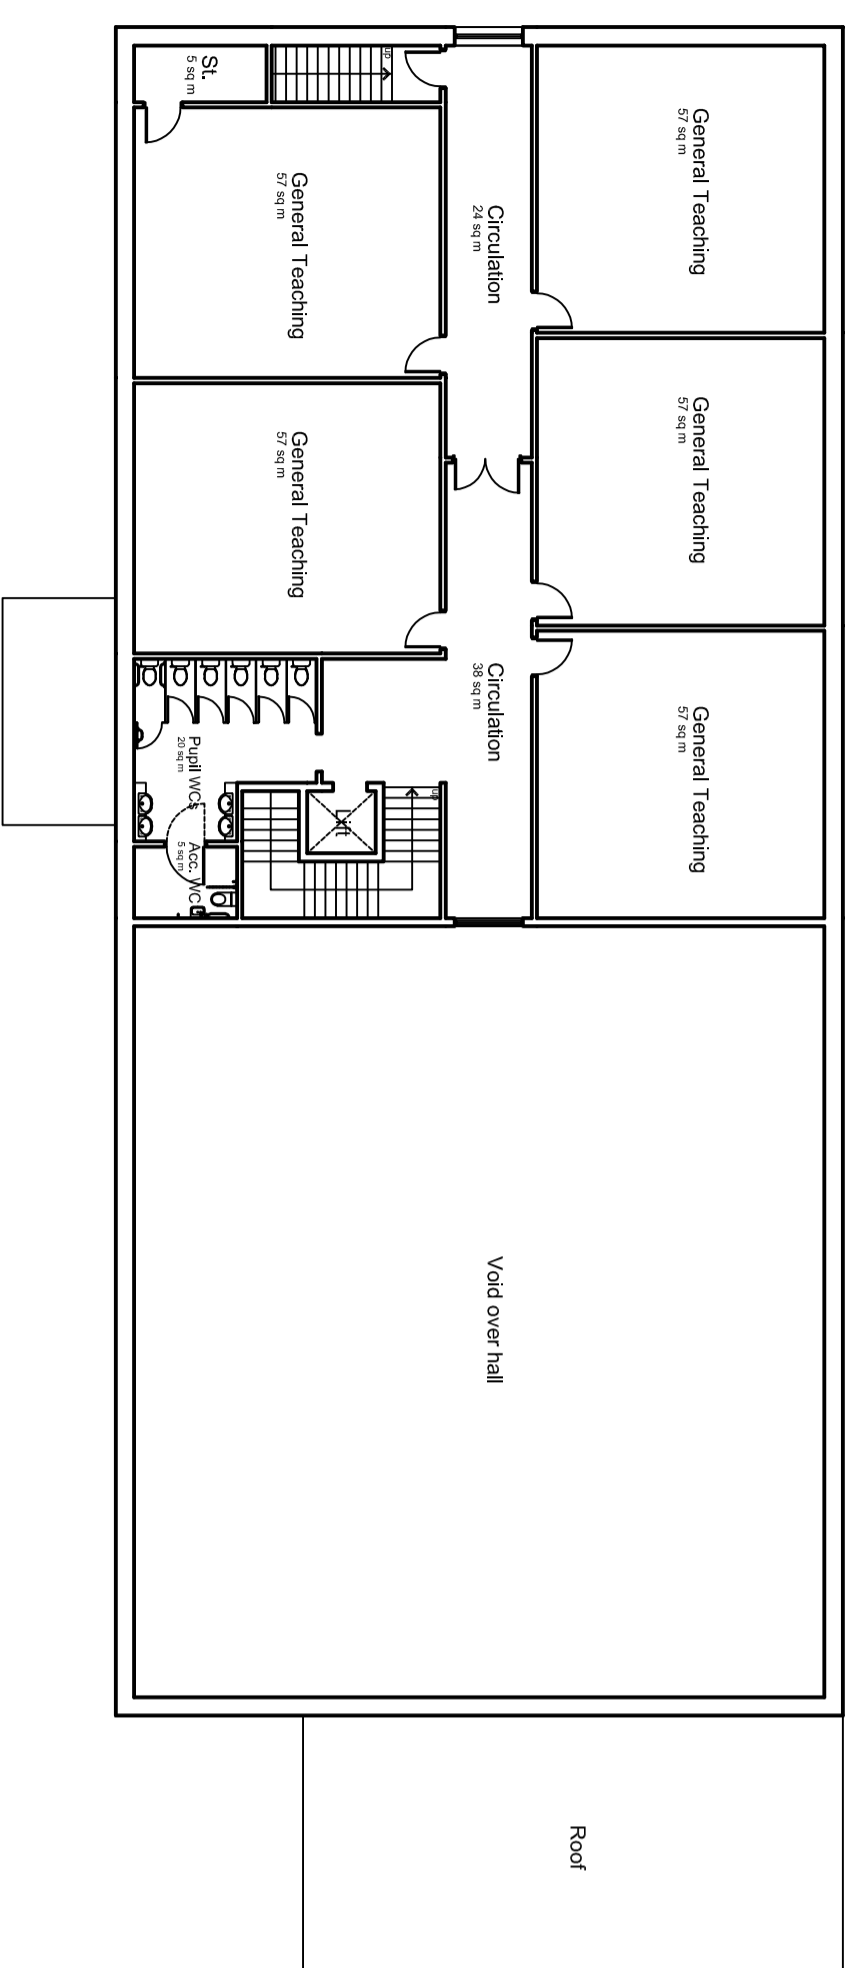 St.
5 sq m
up
General Teaching
57 sq m
General Teaching
57 sq m
Circulation
24 sq m
General Teaching
57 sq m
General Teaching
57 sq m
Circulation
38 sq m
General Teaching
57 sq m
Pupil WCs
20 sq m
Acc. WC
5 sq m
Lift
up
Void over hall
Roof